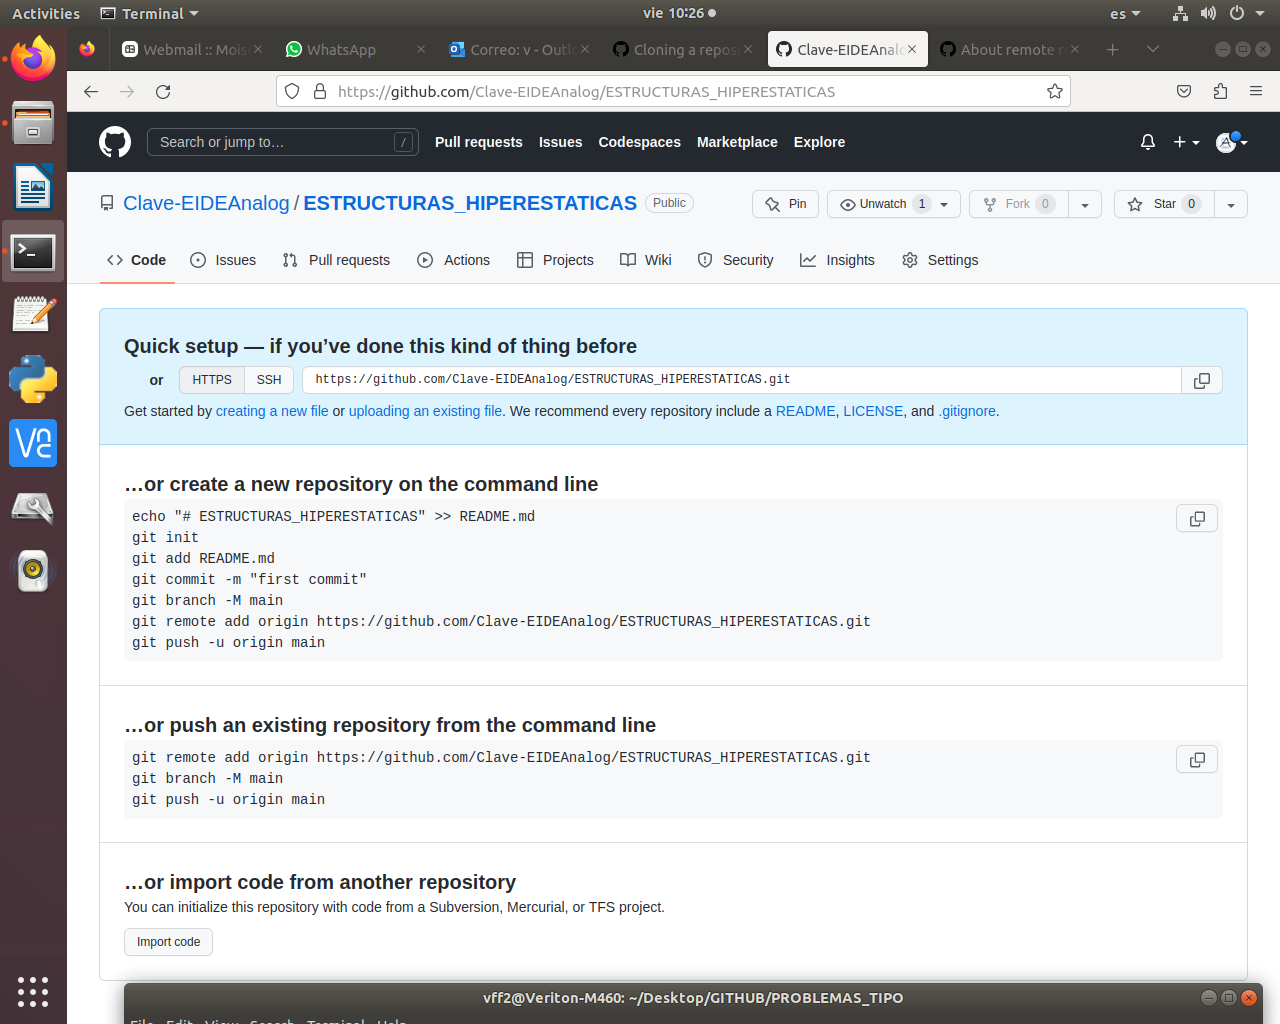 Activities Terminal vie 10:26 es
Webmail :: Mois WhatsApp Correo: v - Outl Cloning a repos Clave-EIDEAnalo About remote re
https://github.com/Clave-EIDEAnalog/ESTRUCTURAS_HIPERESTATICAS
Search or jump to… / Pull requests Issues Codespaces Marketplace Explore
Clave-EIDEAnalog / ESTRUCTURAS_HIPERESTATICAS Public Pin Unwatch 1 Fork 0 Star 0
Code Issues Pull requests Actions Projects Wiki Security Insights Settings
Quick setup — if you’ve done this kind of thing before
or HTTPS SSH https://github.com/Clave-EIDEAnalog/ESTRUCTURAS_HIPERESTATICAS.git
Get started by creating a new file or uploading an existing file. We recommend every repository include a README, LICENSE, and .gitignore.
…or create a new repository on the command line
echo "# ESTRUCTURAS_HIPERESTATICAS" >> README.md
git init
git add README.md
git commit -m "first commit"
git branch -M main
git remote add origin https://github.com/Clave-EIDEAnalog/ESTRUCTURAS_HIPERESTATICAS.git
git push -u origin main
…or push an existing repository from the command line
git remote add origin https://github.com/Clave-EIDEAnalog/ESTRUCTURAS_HIPERESTATICAS.git
git branch -M main
git push -u origin main
…or import code from another repository
You can initialize this repository with code from a Subversion, Mercurial, or TFS project.
Import code
vff2@Veriton-M460: ~/Desktop/GITHUB/PROBLEMAS_TIPO
File Edit View Search Terminal Help